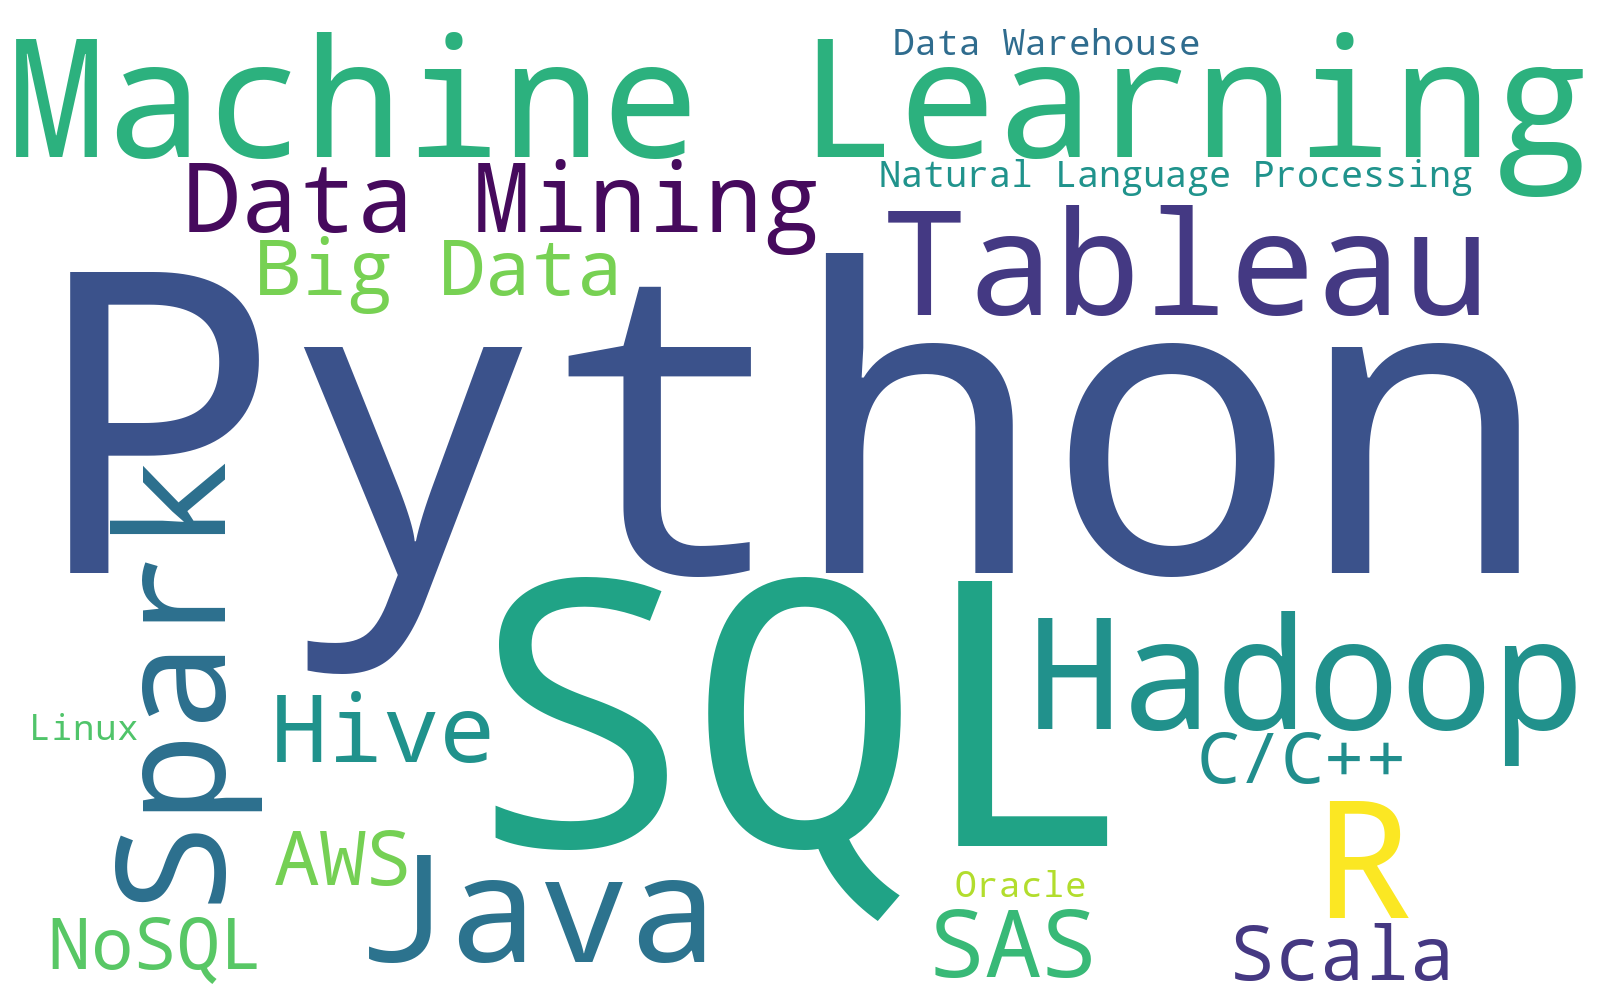 Machine Learning
Data Warehouse
Data Mining
Natural Language Processing
Big Data
Tableau
Python
Spark
SQL
Hadoop
Linux
Hive
C/C++
AWS
Java
R
Oracle
NoSQL
SAS
Scala